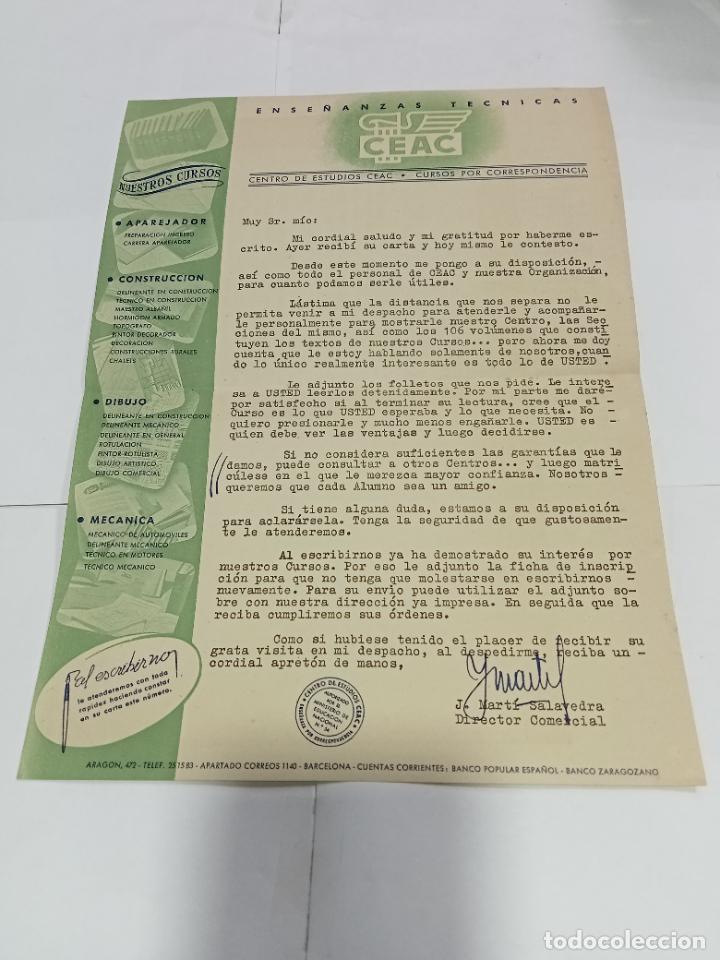 ENSEÑANZAS TECNICAS
CEAC
CENTRO DE ESTUDIOS CEAC • CURSOS POR CORRESPONDENCIA
NUESTROS CURSOS
• APAREJADOR
PREPARACION INGRESO
CARRERA APAREJADOR
• CONSTRUCCION
DELINEANTE EN CONSTRUCCION
TECNICO EN CONSTRUCCION
MAESTRO ALBAÑIL
HORMIGON ARMADO
TOPOGRAFO
PINTOR DECORADOR
DECORACION
CONSTRUCCIONES RURALES
CHALETS
• DIBUJO
DELINEANTE EN CONSTRUCCION
DELINEANTE MECANICO
DELINEANTE EN GENERAL
ROTULACION
PINTOR-ROTULISTA
DIBUJO ARTISTICO
DIBUJO COMERCIAL
• MECANICA
MECANICO DE AUTOMOVILES
DELINEANTE MECANICO
TECNICO EN MOTORES
TECNICO MECANICO
Al escribirnos
le atenderemos con toda
rapidez haciendo constar
en su carta este número.
Muy Sr. mío:
Mi cordial saludo y mi gratitud por haberme es-
crito. Ayer recibí su carta y hoy mismo le contesto.
Desde este momento me pongo a su disposición, -
así como todo el personal de CEAC y nuestra Organización,
para cuanto podamos serle útiles.
Lástima que la distancia que nos separa no le
permita venir a mi despacho para atenderle y acompañar-
le personalmente para mostrarle nuestro Centro, las Sec
ciones del mismo, así como los 106 volúmenes que consti
tuyen los textos de nuestros Cursos... pero ahora me doy
cuenta que le estoy hablando solamente de nosotros,cuan
do lo único realmente interesante es todo lo de USTED .
Le adjunto los folletos que nos pide. Le intere
sa a USTED leerlos detenidamente. Por mi parte me daré-
por satisfecho si al terminar su lectura, cree que el -
Curso es lo que USTED esperaba y lo que necesita. No -
quiero presionarle y mucho menos engañarle. USTED es -
quien debe ver las ventajas y luego decidirse.
Si no considera suficientes las garantías que le
damos, puede consultar a otros Centros... y luego matri
cúlese en el que le merezca mayor confianza. Nosotros -
queremos que cada Alumno sea un amigo.
Si tiene alguna duda, estamos a su disposición
para aclarársela. Tenga la seguridad de que gustosamen-
te le atenderemos.
Al escribirnos ya ha demostrado su interés por
nuestros Cursos. Por eso le adjunto la ficha de inscrip
ción para que no tenga que molestarse en escribirnos -
nuevamente. Para su envío puede utilizar el adjunto so-
bre con nuestra dirección ya impresa. En seguida que la
reciba cumpliremos sus órdenes.
Como si hubiese tenido el placer de recibir su
grata visita en mi despacho, al despedirme, reciba un -
cordial apretón de manos,
J. Martí Salavedra
Director Comercial
CENTRO DE ESTUDIOS CEAC
AUTORIZADO
POR EL
MINISTERIO DE
EDUCACION
NACIONAL
N.º 34
ENSEÑANZA POR CORRESPONDENCIA
ARAGON, 472 - TELEF. 25 15 83 - APARTADO CORREOS 1140 - BARCELONA - CUENTAS CORRIENTES: BANCO POPULAR ESPAÑOL - BANCO ZARAGOZANO
todocoleccion